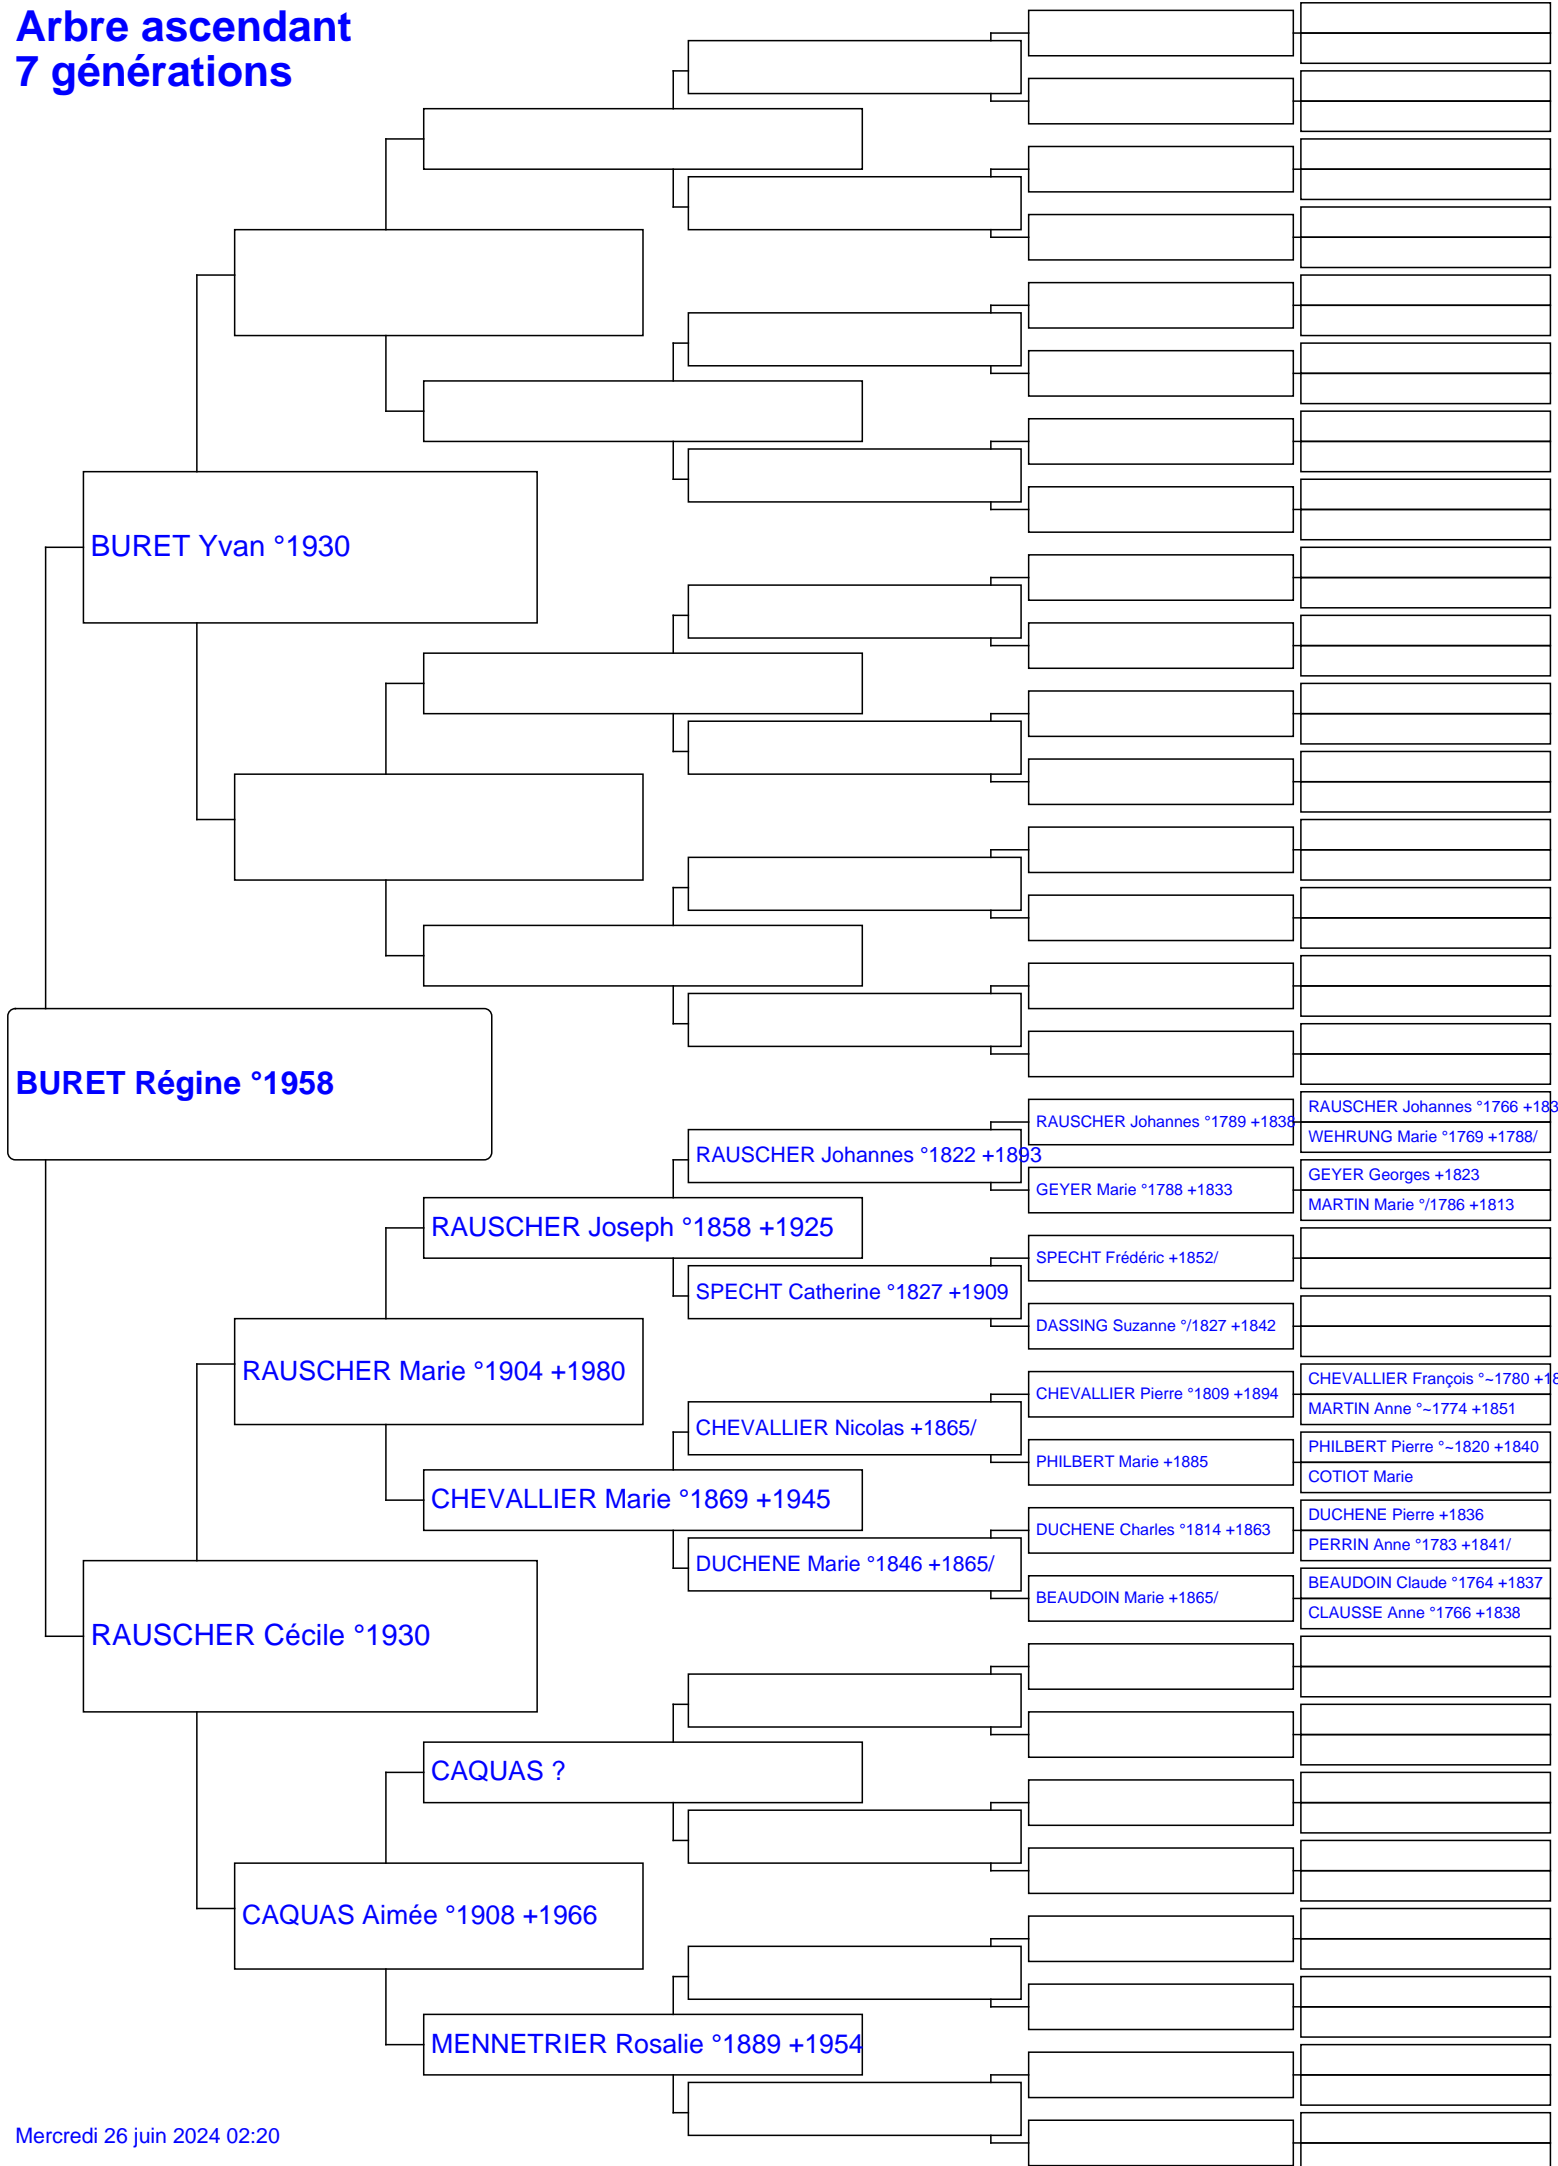 Arbre ascendant
7 générations
BURET Yvan °1930
BURET Régine °1958
RAUSCHER Johannes °1766 +183
RAUSCHER Johannes °1789 +1838
WEHRUNG Marie °1769 +1788/
RAUSCHER Johannes °1822 +1893
GEYER Georges +1823
GEYER Marie °1788 +1833
MARTIN Marie °/1786 +1813
RAUSCHER Joseph °1858 +1925
SPECHT Frédéric +1852/
SPECHT Catherine °1827 +1909
DASSING Suzanne °/1827 +1842
RAUSCHER Marie °1904 +1980
CHEVALLIER François °~1780 +18
CHEVALLIER Pierre °1809 +1894
MARTIN Anne °~1774 +1851
CHEVALLIER Nicolas +1865/
PHILBERT Pierre °~1820 +1840
PHILBERT Marie +1885
COTIOT Marie
CHEVALLIER Marie °1869 +1945
DUCHENE Pierre +1836
DUCHENE Charles °1814 +1863
PERRIN Anne °1783 +1841/
DUCHENE Marie °1846 +1865/
BEAUDOIN Claude °1764 +1837
BEAUDOIN Marie +1865/
CLAUSSE Anne °1766 +1838
RAUSCHER Cécile °1930
CAQUAS ?
CAQUAS Aimée °1908 +1966
MENNETRIER Rosalie °1889 +1954
Mercredi 26 juin 2024 02:20